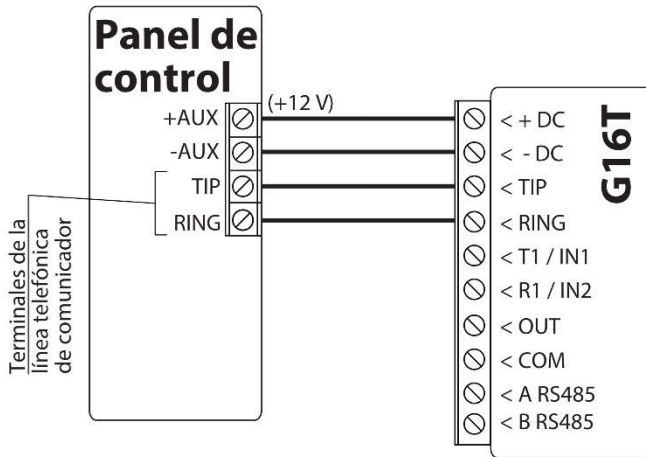 Panel de
control
+AUX
(+12 V)
-AUX
TIP
RING
Terminales de la
línea telefónica
de comunicador
G16T
< + DC
< - DC
< TIP
< RING
< T1 / IN1
< R1 / IN2
< OUT
< COM
< A RS485
< B RS485